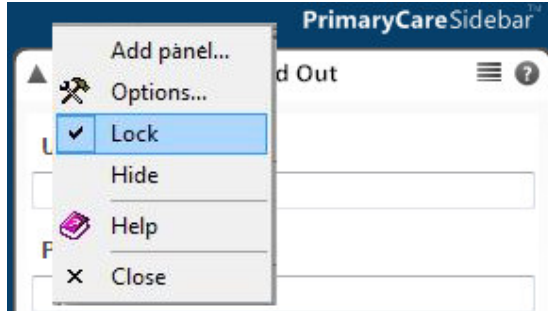 PrimaryCareSidebar™
Add panel...
d Out
Options...
Lock
Hide
Help
Close